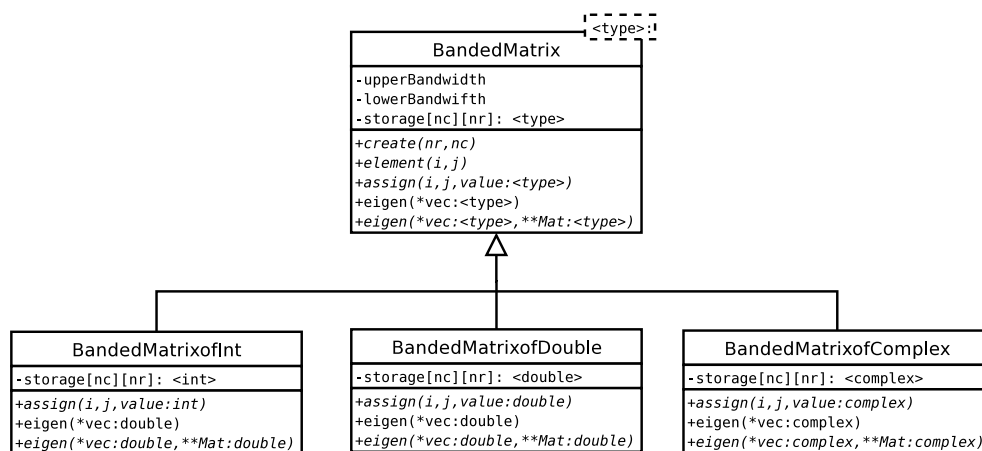 <type>:
BandedMatrix
-upperBandwidth
-lowerBandwifth
-storage[nc][nr]: <type>
+create(nr,nc)
+element(i,j)
+assign(i,j,value:<type>)
+eigen(*vec:<type>)
+eigen(*vec:<type>,**Mat:<type>)
BandedMatrixofInt
-storage[nc][nr]: <int>
+assign(i,j,value:int)
+eigen(*vec:double)
+eigen(*vec:double,**Mat:double)
BandedMatrixofDouble
-storage[nc][nr]: <double>
+assign(i,j,value:double)
+eigen(*vec:double)
+eigen(*vec:double,**Mat:double)
BandedMatrixofComplex
-storage[nc][nr]: <complex>
+assign(i,j,value:complex)
+eigen(*vec:complex)
+eigen(*vec:complex,**Mat:complex)